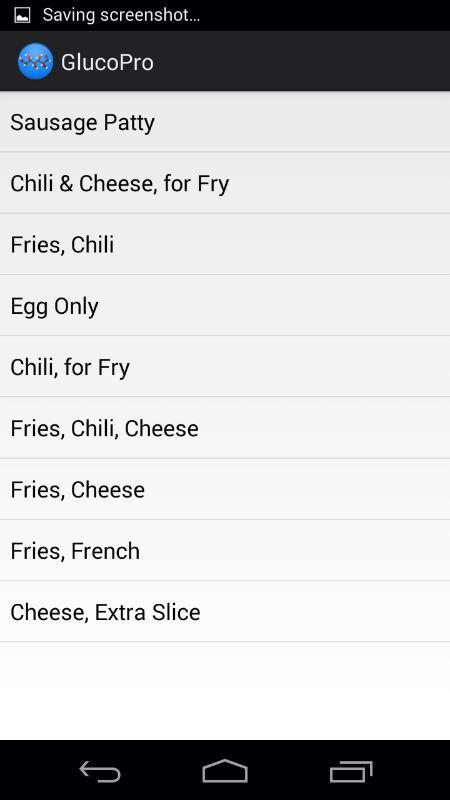 Saving screenshot...
GlucoPro
Sausage Patty
Chili & Cheese, for Fry
Fries, Chili
Egg Only
Chili, for Fry
Fries, Chili, Cheese
Fries, Cheese
Fries, French
Cheese, Extra Slice